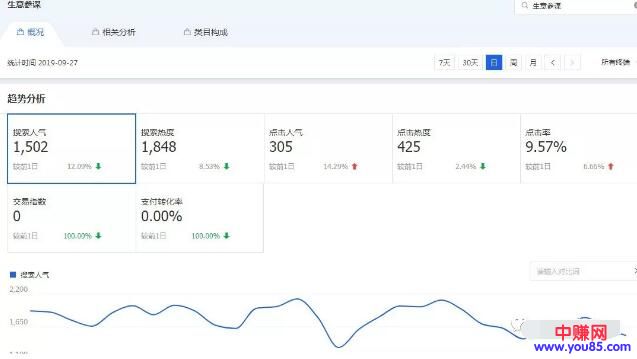 生意参谋
生意参谋
概况 相关分析 类目构成
统计时间 2019-09-27 7天 30天 日 周 月 < > 所有终端
趋势分析
搜索人气 搜索热度 点击人气 点击热度 点击率
1,502 1,848 305 425 9.57%
较前1日 12.09% 较前1日 8.53% 较前1日 14.29% 较前1日 2.44% 较前1日 6.66%
交易指数 支付转化率
0 0.00%
较前1日 100.00% 较前1日 100.00%
请输入对比词
搜索人气
2,200
1,650
1,100
中赚网
www.you85.com